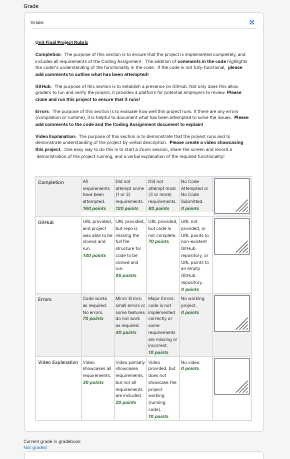 Grade
Grade
Unit Final Project Rubric
Completion: The purpose of this section is to ensure that the project is implemented completely, and
includes all requirements of the Coding Assignment. The addition of comments in the code highlights
the coder's understanding of the functionality in the code. If the code is not fully-functional, please
add comments to outline what has been attempted!
GitHub: The purpose of this section is to establish a presence on GitHub. Not only does this allow
graders to run and verify the project, it provides a platform for potential employers to review. Please
clone and run this project to ensure that it runs!
Errors: The purpose of this section is to evaluate how well this project runs. If there are any errors
(compilation or runtime), it is helpful to document what has been attempted to solve the issues. Please
add comments to the code and the Coding Assignment document to explain!
Video Explanation: The purpose of this section is to demonstrate that the project runs and to
demonstrate understanding of the project by verbal description. Please create a video showcasing
this project. One easy way to do this is to start a Zoom session, share the screen and record a
demonstration of the project running, and a verbal explanation of the required functionality!
Completion
All
requirements
have been
attempted.
160 points
Did not
attempt some
(1 or 2)
requirements.
120 points
Did not
attempt most
(3 or more)
requirements.
80 points
No Code
Attempted or
No Code
Submitted.
0 points
GitHub
URL provided,
and project
was able to be
cloned and
run.
100 points
URL provided,
but repo is
missing the
full file
structure for
code to be
cloned and
run.
85 points
URL provided,
but code is
not complete.
70 points
URL not
provided, or
URL points to
non-existent
GitHub
repository, or
URL points to
an empty
GitHub
repository.
0 points
Errors
Code works
as required.
No errors.
70 points
Minor Errors:
small errors or
some features
do not work
as required.
40 points
Major Errors:
code is not
implemented
correctly or
some
requirements
are missing or
incorrect.
10 points
No working
project.
0 points
Video Explanation
Video
showcases all
requirements.
30 points
Video partially
showcases
requirements,
but not all
requirements
are included.
20 points
Video
provided, but
does not
showcase the
project
working
(running
code).
10 points
No video.
0 points
Current grade in gradebook
Not graded